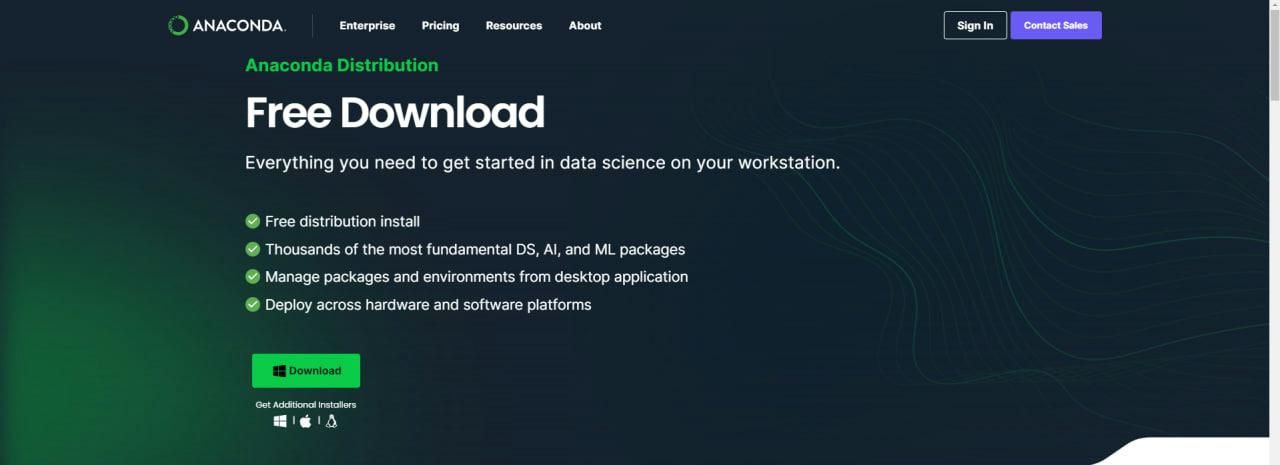 ANACONDA.
Enterprise Pricing Resources About
Sign In Contact Sales
Anaconda Distribution
Free Download
Everything you need to get started in data science on your workstation.
Free distribution install
Thousands of the most fundamental DS, AI, and ML packages
Manage packages and environments from desktop application
Deploy across hardware and software platforms
Download
Get Additional Installers